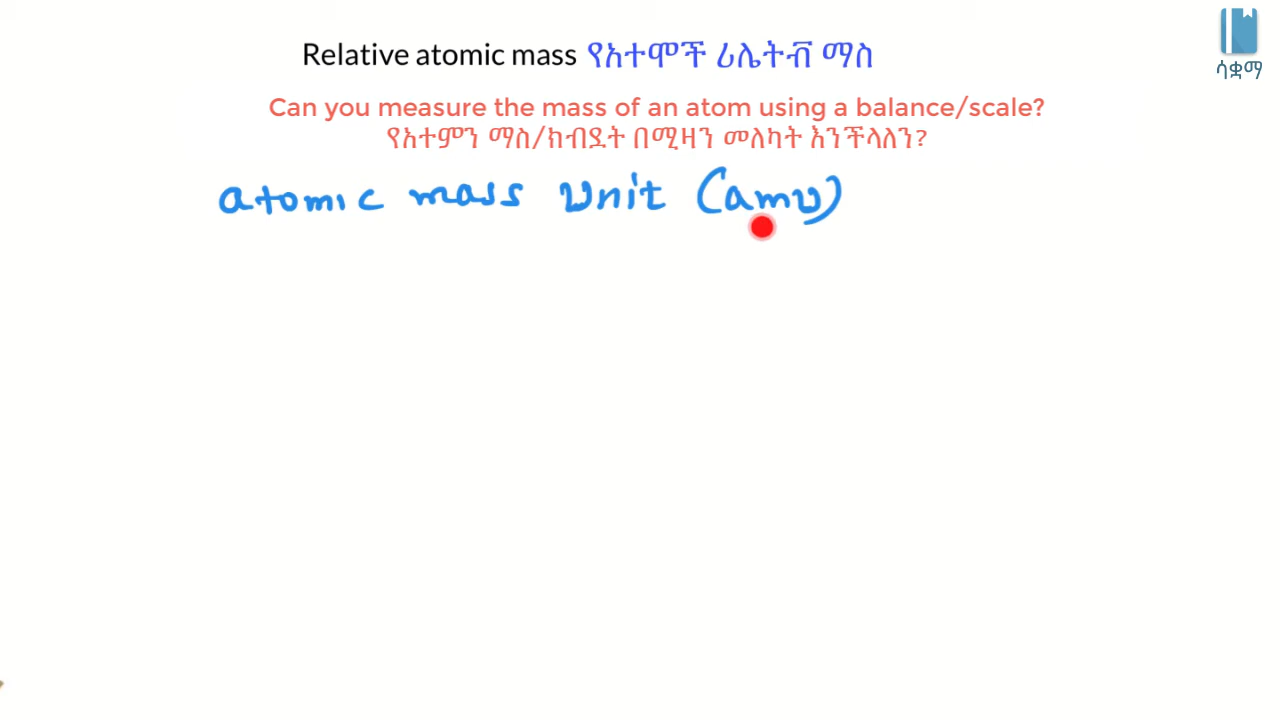 Relative atomic mass የአተሞች ሪሌትቭ ማስ
ሳቋማ
Can you measure the mass of an atom using a balance/scale?
የአተምን ማስ/ክብደት በሚዛን መለካት እንችላለን?
atomic mass unit (amu)